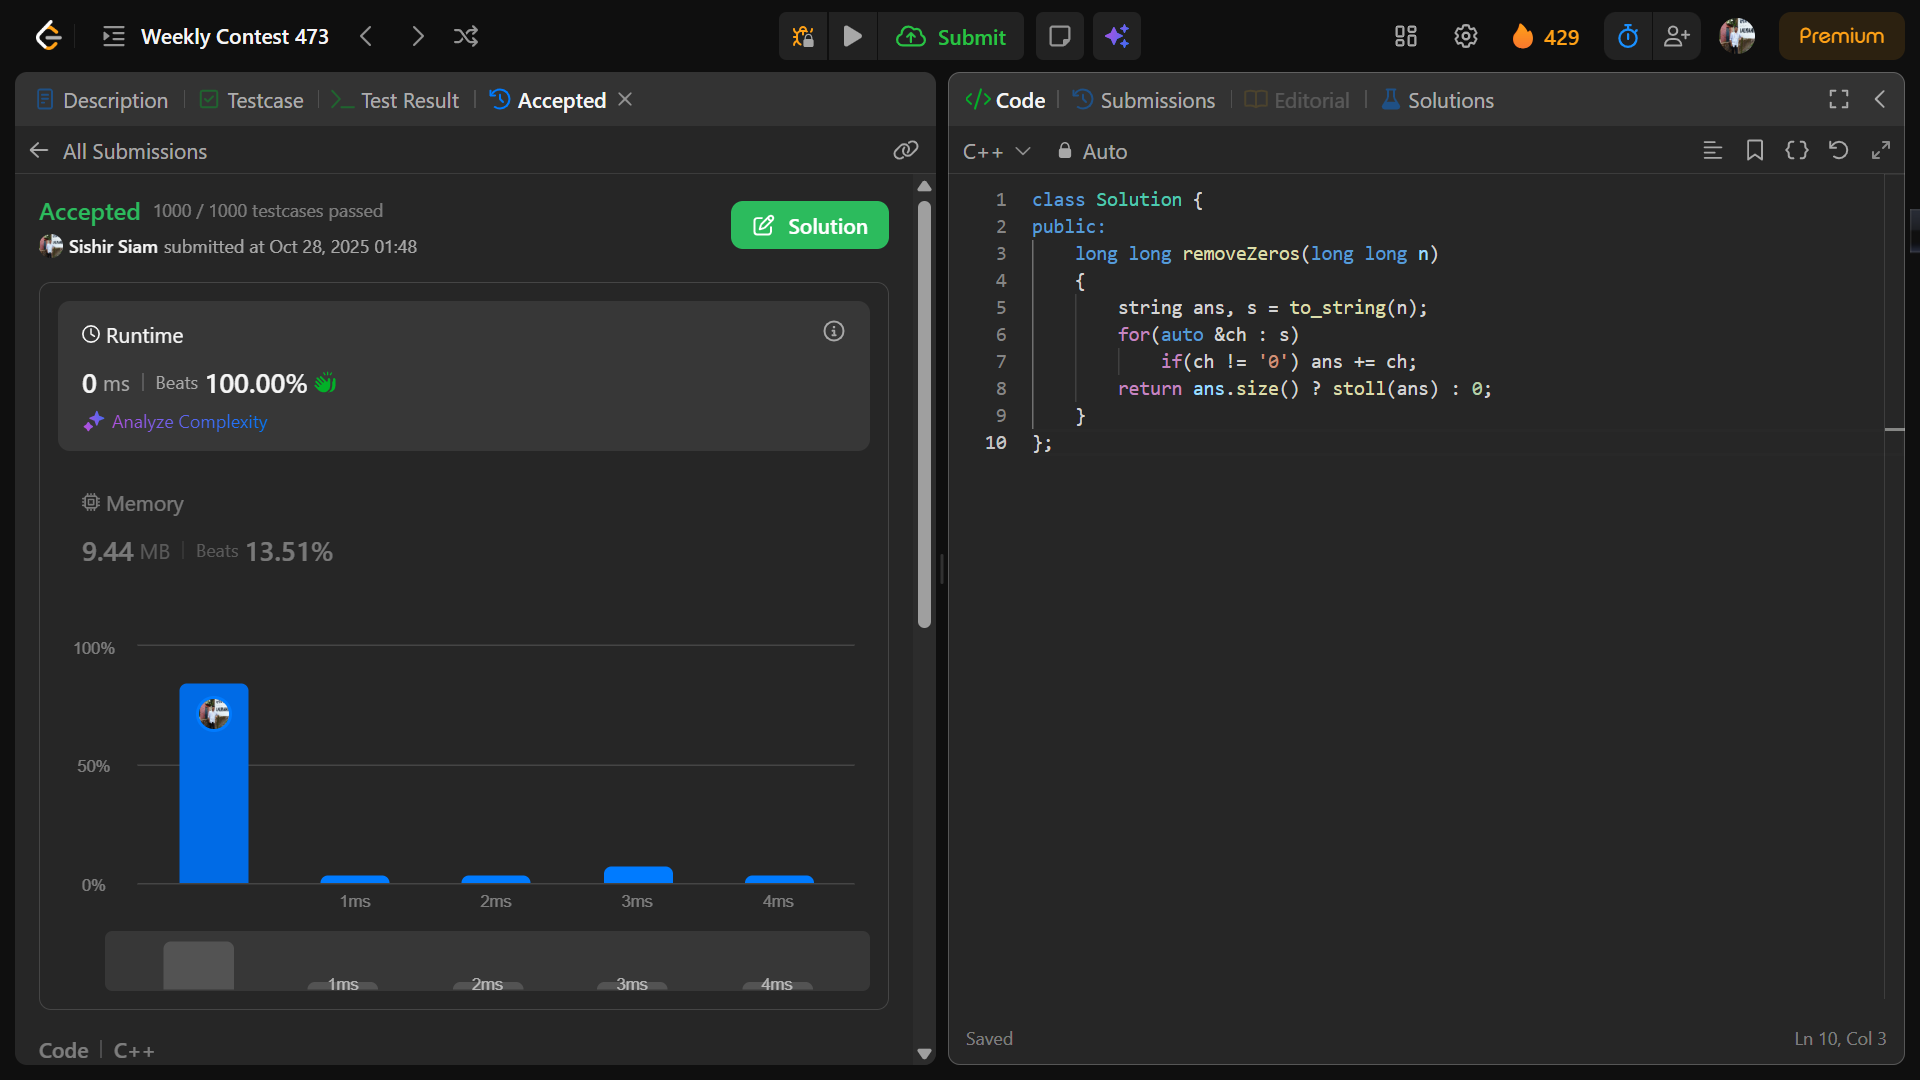 Weekly Contest 473
Submit
429
Premium
Description
Testcase
Test Result
Accepted
All Submissions
Accepted 1000 / 1000 testcases passed
Sishir Siam submitted at Oct 28, 2025 01:48
Solution
Runtime
0 ms Beats 100.00%
Analyze Complexity
Memory
9.44 MB Beats 13.51%
100%
50%
0%
1ms 2ms 3ms 4ms
1ms 2ms 3ms 4ms
Code C++
Code
Submissions
Editorial
Solutions
C++ Auto
1 class Solution {
2 public:
3 long long removeZeros(long long n)
4 {
5 string ans, s = to_string(n);
6 for(auto &ch : s)
7 if(ch != '0') ans += ch;
8 return ans.size() ? stoll(ans) : 0;
9 }
10 };
Saved
Ln 10, Col 3